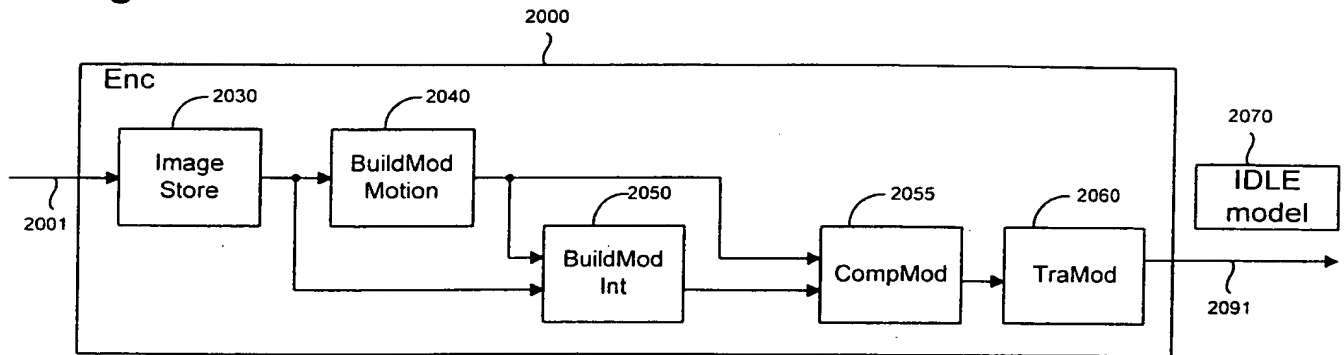 2000
Enc
2030
2040
Image
Store
BuildMod
Motion
2050
BuildMod
Int
2055
CompMod
2060
TraMod
2070
IDLE
model
2001
2091